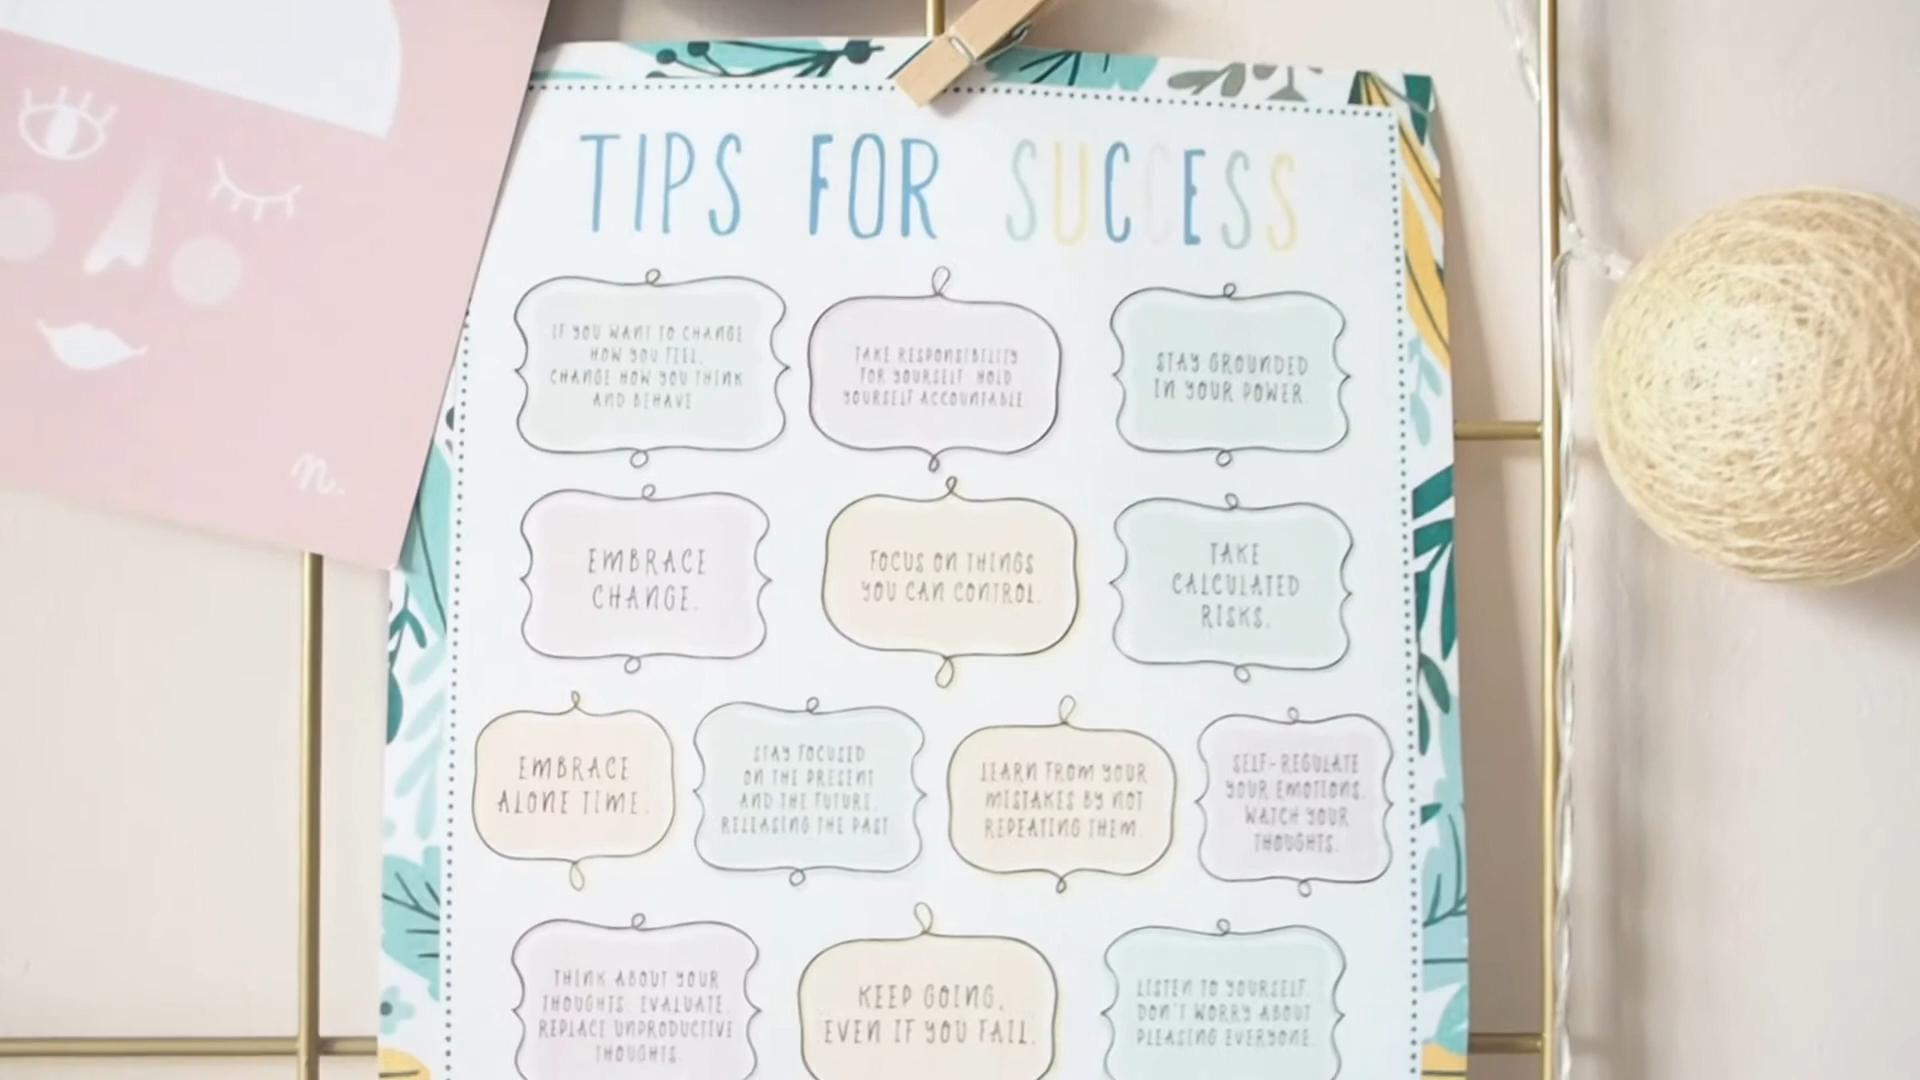 TIPS FOR SUCCESS
IF YOU WANT TO CHANGE
HOW YOU FEEL,
CHANGE HOW YOU THINK
AND BEHAVE
TAKE RESPONSIBILITY
FOR YOURSELF. HOLD
YOURSELF ACCOUNTABLE.
STAY GROUNDED
IN YOUR POWER.
EMBRACE
CHANGE.
FOCUS ON THINGS
YOU CAN CONTROL.
TAKE
CALCULATED
RISKS.
EMBRACE
ALONE TIME.
STAY FOCUSED
ON THE PRESENT
AND THE FUTURE,
RELEASING THE PAST
LEARN FROM YOUR
MISTAKES BY NOT
REPEATING THEM.
SELF-REGULATE
YOUR EMOTIONS.
WATCH YOUR
THOUGHTS.
THINK ABOUT YOUR
THOUGHTS. EVALUATE.
REPLACE UNPRODUCTIVE
THOUGHTS.
KEEP GOING,
EVEN IF YOU FAIL.
LISTEN TO YOURSELF.
DON'T WORRY ABOUT
PLEASING EVERYONE.
n.